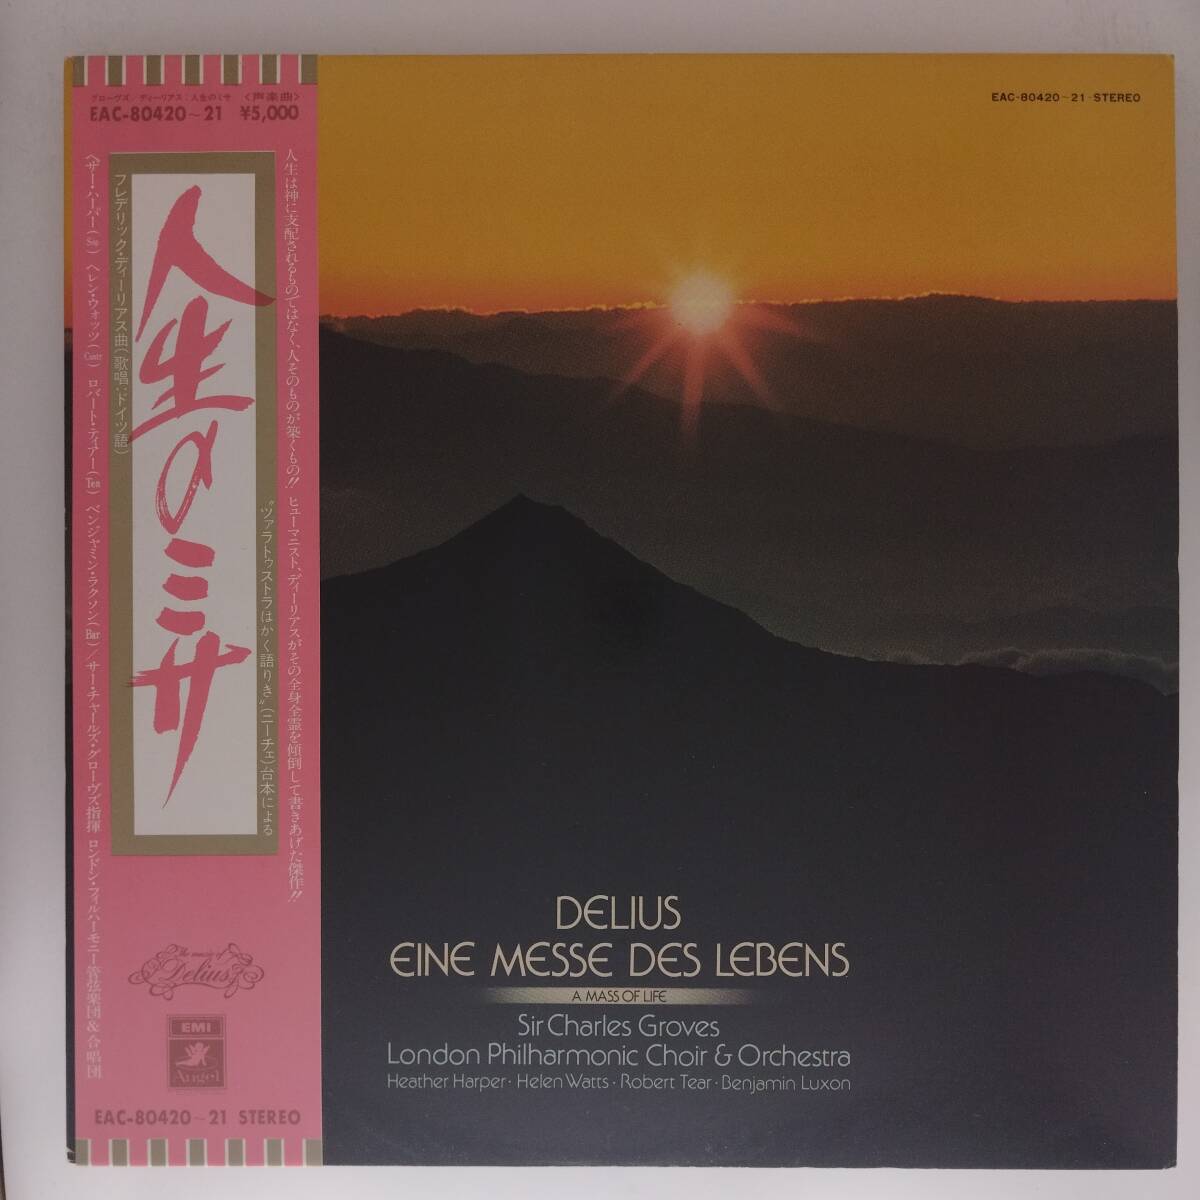 グローヴズ/ディーリアス:人生のミサ 〈声楽曲〉
EAC-80420~21 ¥5,000
人生は神に支配されるものではなく、人そのものが築くもの!! ヒューマニスト、ディーリアスがその全身全霊を傾倒して書きあげた傑作!!
"ツァラトゥストラはかく語りき"(ニーチェ)台本による
人生のミサ
フレデリック・ディーリアス曲(歌唱:ドイツ語)
ヘザー・ハーパー(Sop) ヘレン・ウォッツ(Contr) ロバート・ティアー(Ten) ベンジャミン・ラクソン(Bar)/サー・チャールズ・グローヴズ指揮 ロンドン・フィルハーモニー管弦楽団&合唱団
The music of
Delius
EMI
Angel
EAC-80420~21 STEREO
EAC-80420~21 STEREO
DELIUS
EINE MESSE DES LEBENS
A MASS OF LIFE
Sir Charles Groves
London Philharmonic Choir & Orchestra
Heather Harper · Helen Watts · Robert Tear · Benjamin Luxon